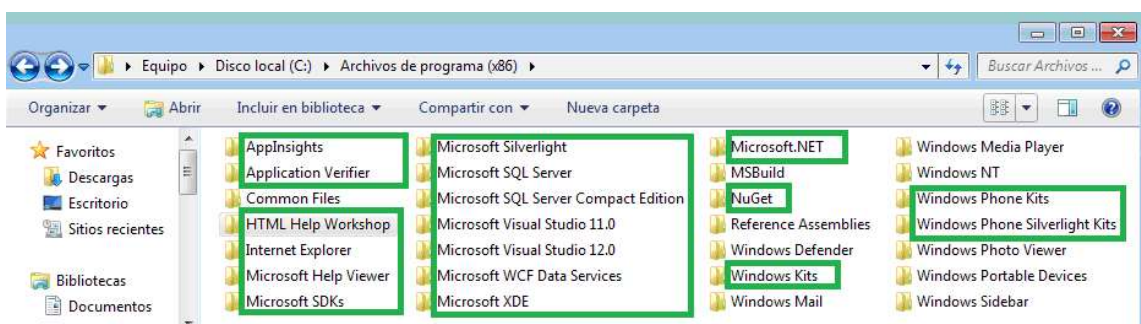 Equipo Disco local (C:) Archivos de programa (x86)
Buscar Archivos ...
Organizar Abrir Incluir en biblioteca Compartir con Nueva carpeta
Favoritos
Descargas
Escritorio
Sitios recientes
Bibliotecas
Documentos
AppInsights
Application Verifier
Common Files
HTML Help Workshop
Internet Explorer
Microsoft Help Viewer
Microsoft SDKs
Microsoft Silverlight
Microsoft SQL Server
Microsoft SQL Server Compact Edition
Microsoft Visual Studio 11.0
Microsoft Visual Studio 12.0
Microsoft WCF Data Services
Microsoft XDE
Microsoft.NET
MSBuild
NuGet
Reference Assemblies
Windows Defender
Windows Kits
Windows Mail
Windows Media Player
Windows NT
Windows Phone Kits
Windows Phone Silverlight Kits
Windows Photo Viewer
Windows Portable Devices
Windows Sidebar